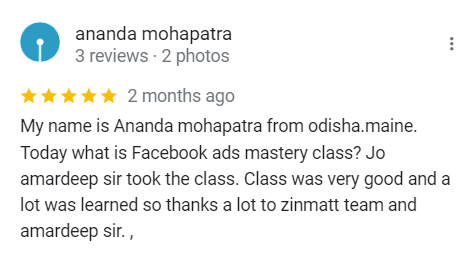 ananda mohapatra
3 reviews · 2 photos
2 months ago
My name is Ananda mohapatra from odisha.maine.
Today what is Facebook ads mastery class? Jo
amardeep sir took the class. Class was very good and a
lot was learned so thanks a lot to zinmatt team and
amardeep sir. ,